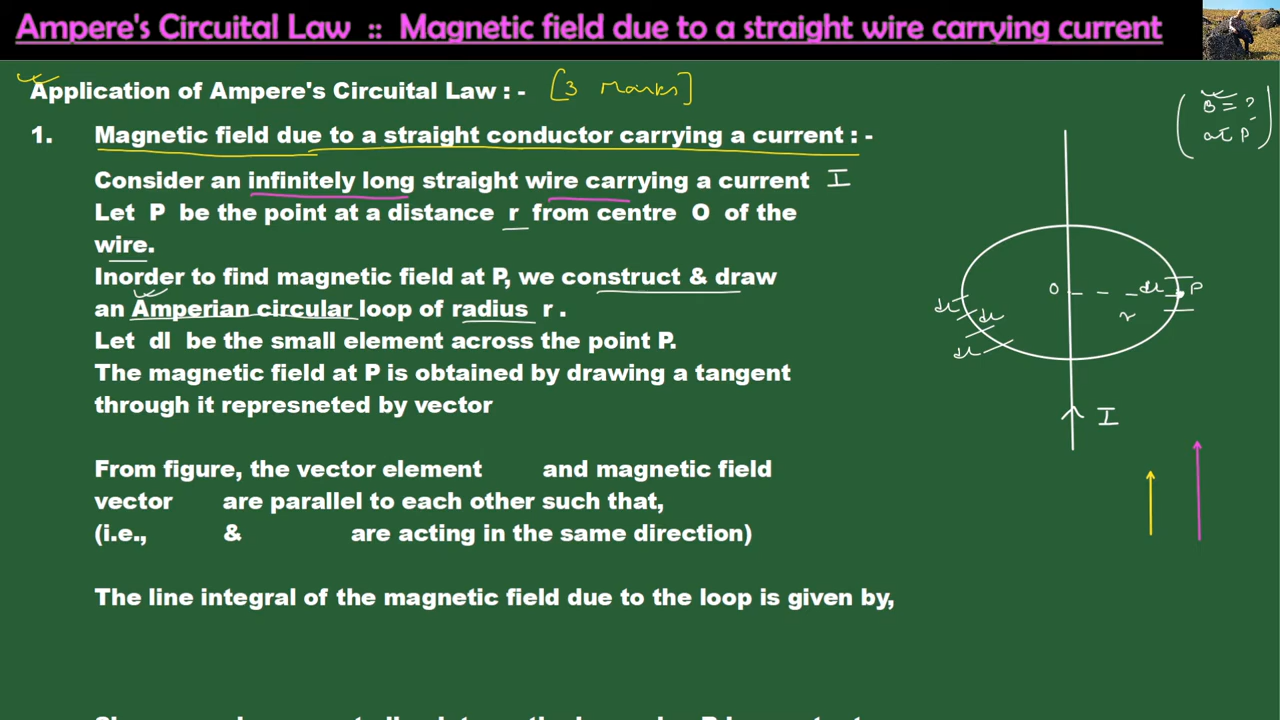 Ampere's Circuital Law :: Magnetic field due to a straight wire carrying current
Application of Ampere's Circuital Law : - [3 Marks]
1. Magnetic field due to a straight conductor carrying a current : -
Consider an infinitely long straight wire carrying a current I
Let P be the point at a distance r from centre O of the
wire.
Inorder to find magnetic field at P, we construct & draw
an Amperian circular loop of radius r .
Let dl be the small element across the point P.
The magnetic field at P is obtained by drawing a tangent
through it represneted by vector
From figure, the vector element and magnetic field
vector are parallel to each other such that,
(i.e., & are acting in the same direction)
The line integral of the magnetic field due to the loop is given by,
B = ?
at P
O dl P
r
dl
dl
dl
I